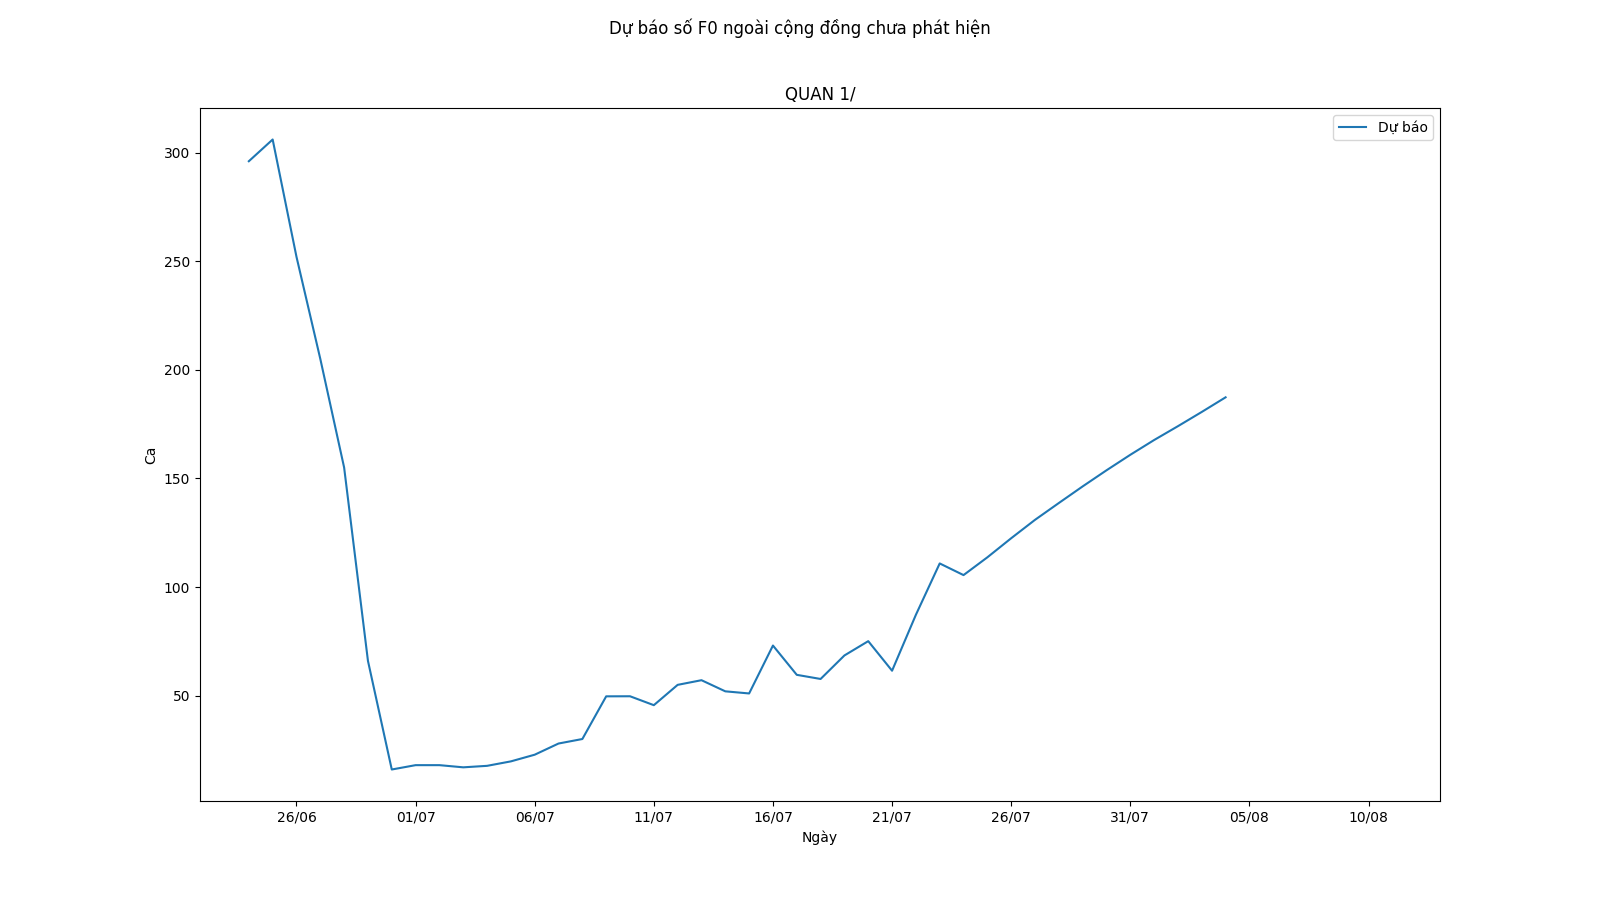 Dự báo số F0 ngoài cộng đồng chưa phát hiện
QUAN 1/
Dự báo
300
250
200
150
100
50
Ca
26/06 01/07 06/07 11/07 16/07 21/07 26/07 31/07 05/08 10/08
Ngày